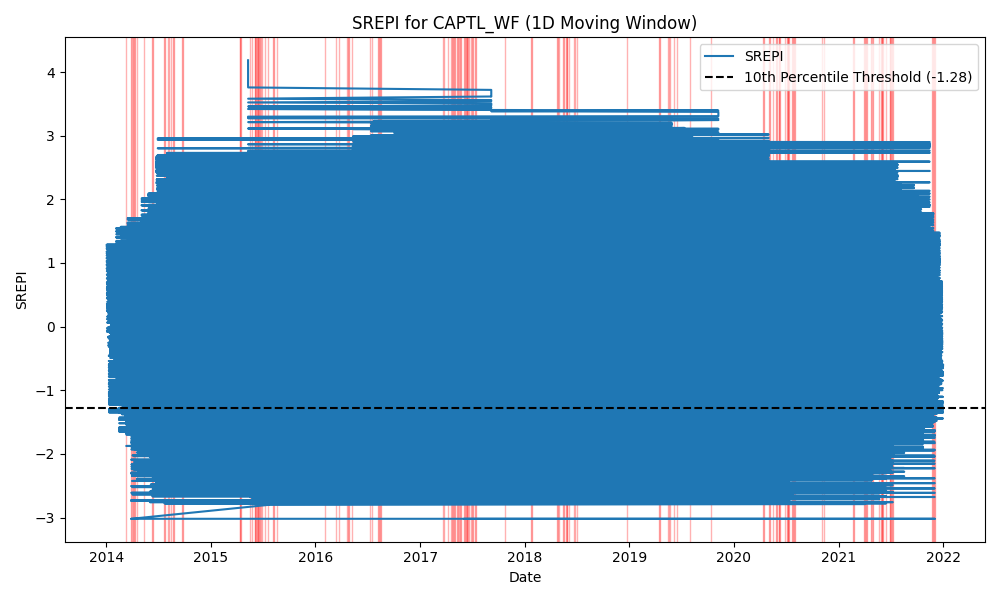 SREPI for CAPTL_WF (1D Moving Window)
SREPI
10th Percentile Threshold (-1.28)
4
3
2
1
0
−1
−2
−3
SREPI
2014 2015 2016 2017 2018 2019 2020 2021 2022
Date